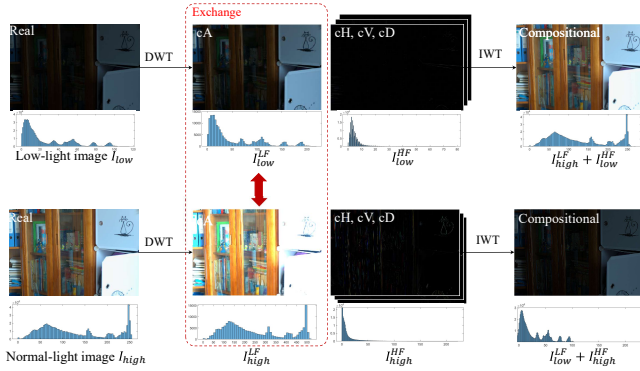 Exchange
Real
cA
cH, cV, cD
Compositional
DWT
IWT
Low-light image I_low
I_low^LF
I_low^HF
I_high^LF + I_low^HF
Real
cH, cV, cD
Compositional
DWT
IWT
Normal-light image I_high
I_high^LF
I_high^HF
I_low^LF + I_high^HF